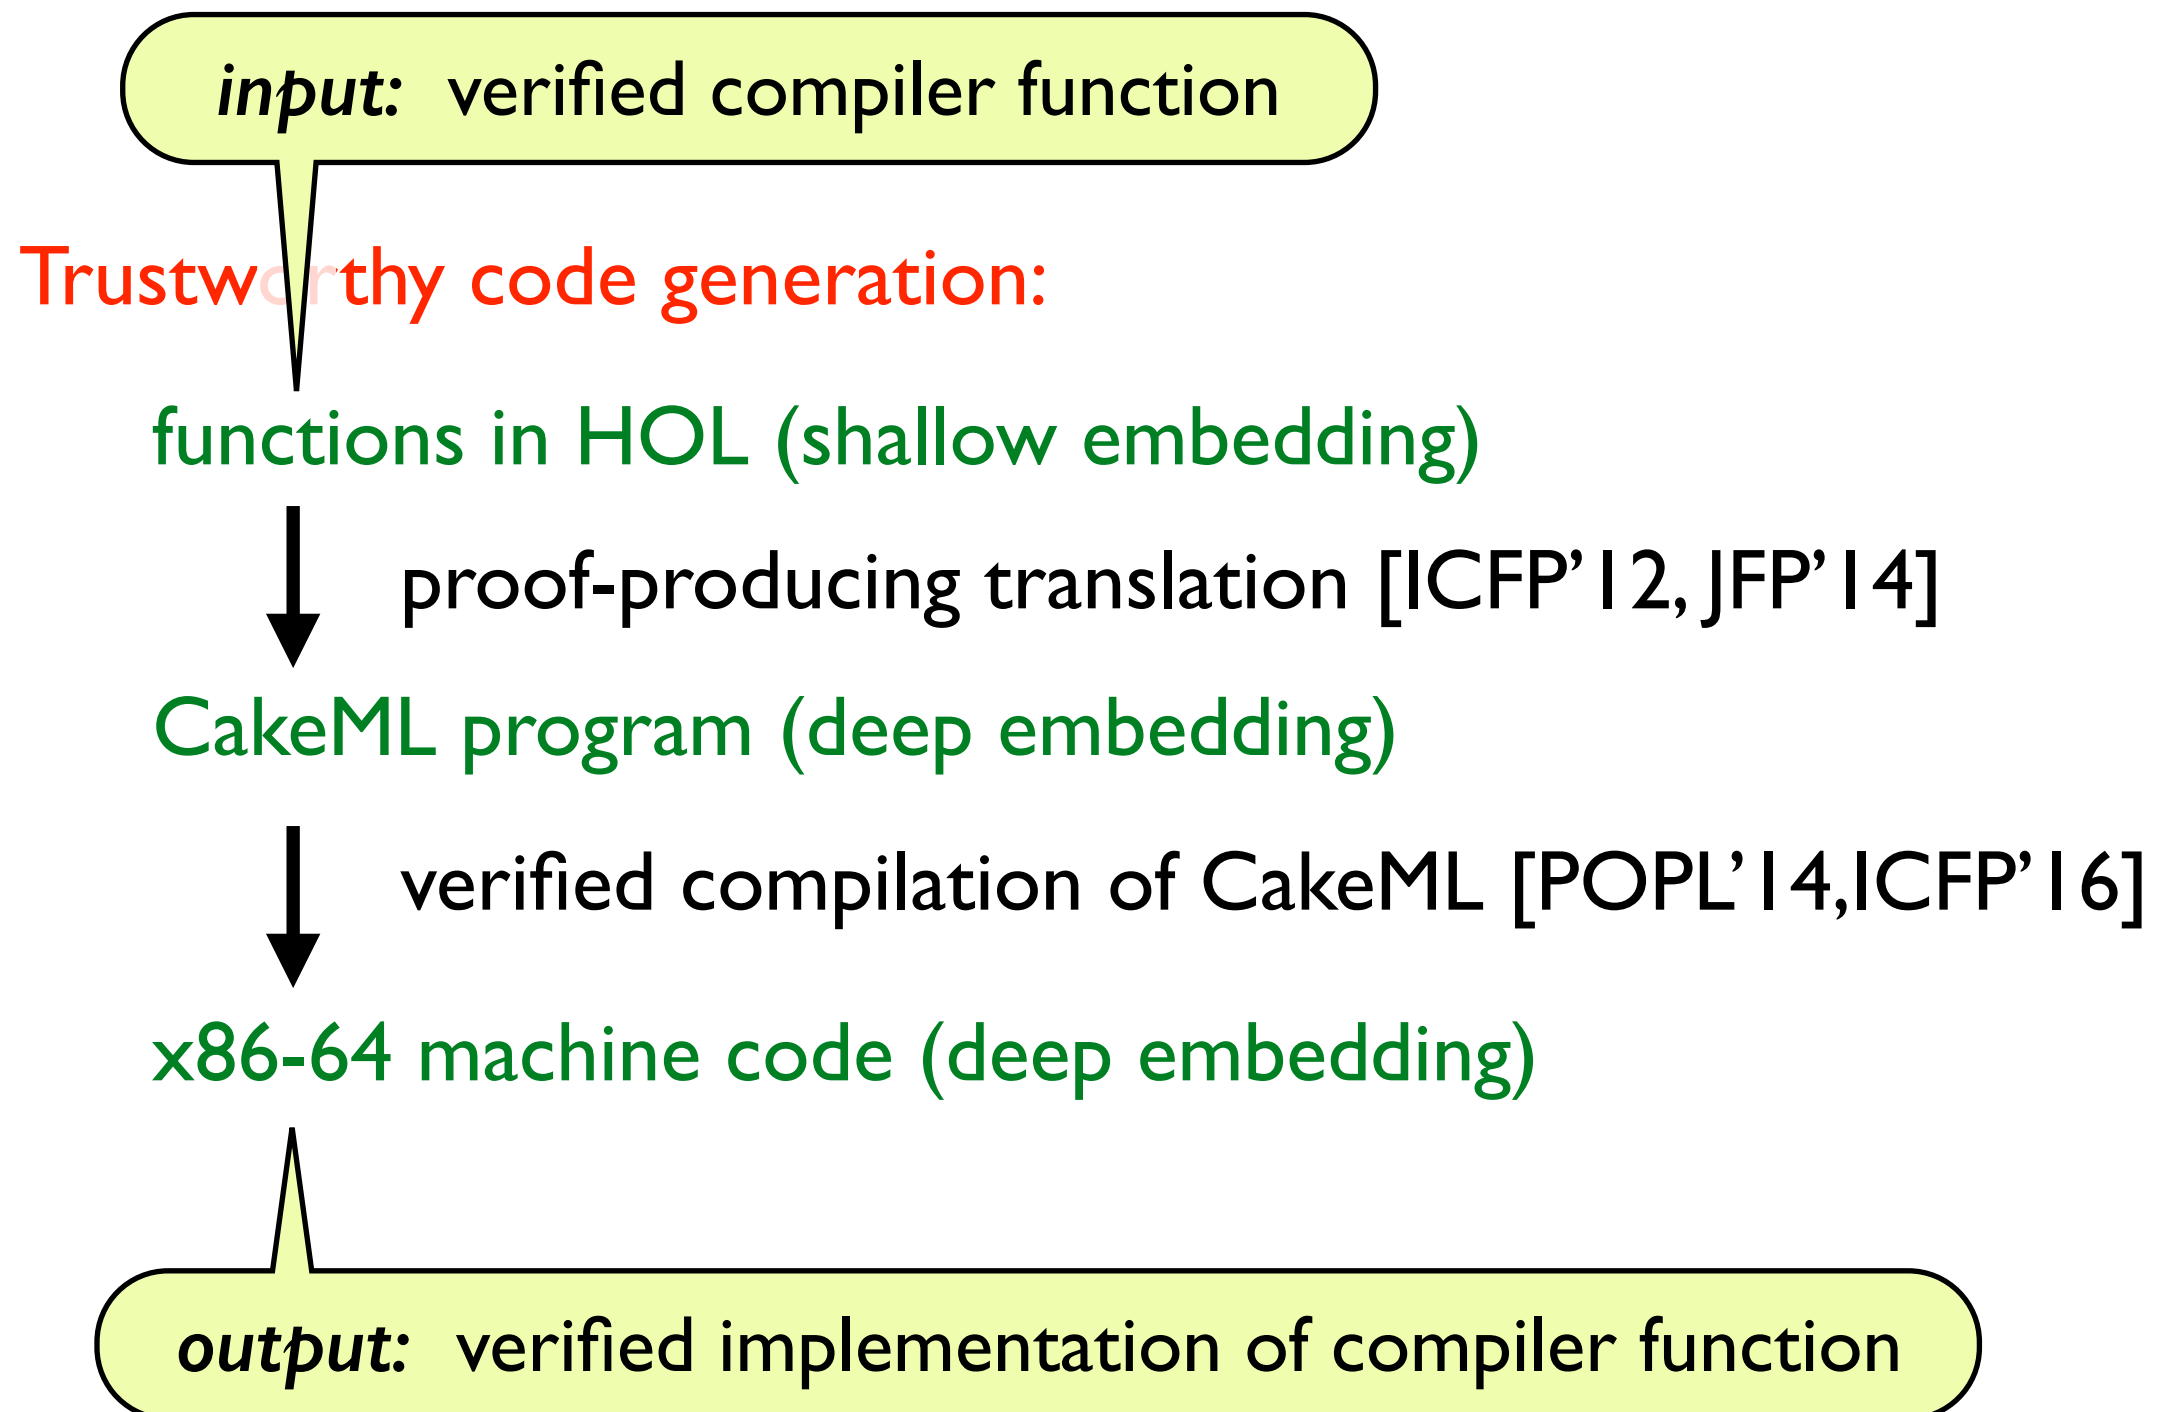 input: verified compiler function
Trustworthy code generation:
functions in HOL (shallow embedding)
proof-producing translation [ICFP’12, JFP’14]
CakeML program (deep embedding)
verified compilation of CakeML [POPL’14,ICFP’16]
x86-64 machine code (deep embedding)
output: verified implementation of compiler function